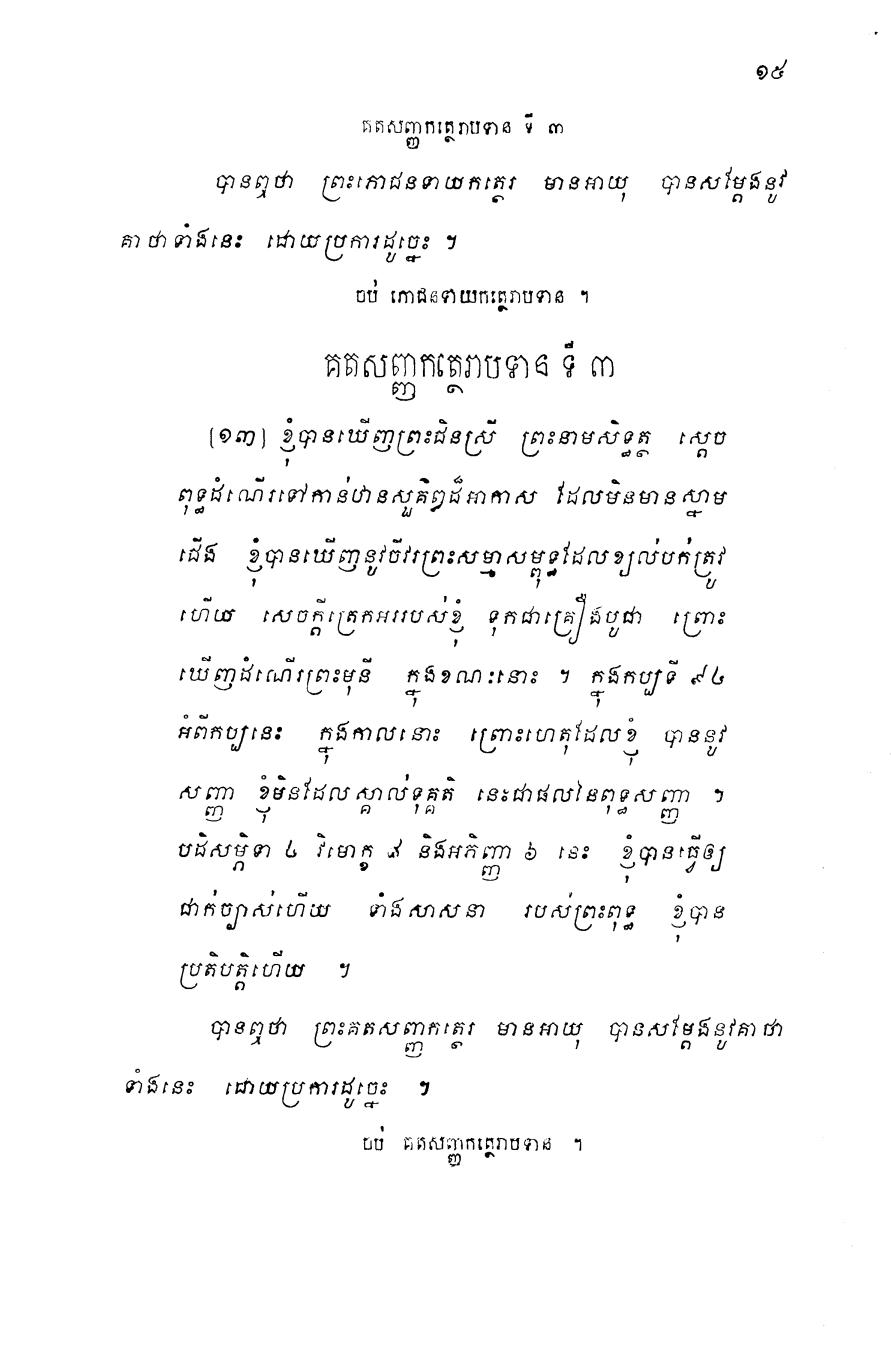 ១៥
គតសញ្ញកត្ថេរាបទាន ទី ៣
បានឮថា ព្រះភោជនទាយកត្ថេរ មានអាយុ បានសម្ដែងនូវ
គាថាទាំងនេះ ដោយប្រការដូច្នេះ ។
ចប់ ភោជនទាយកត្ថេរាបទាន ។
គតសញ្ញកត្ថេរាបទាន ទី ៣
[១៣] ខ្ញុំបានឃើញព្រះជិនស្រី ព្រះនាមសិទ្ធត្ថ ស្ដេច
ពុទ្ធដំណើរទៅកាន់ឋានសួគិព្ធដ៏អាកាស ដែលមិនមានស្នាម
ជើង ខ្ញុំបានឃើញនូវចីវរព្រះសម្មាសម្ពុទ្ធដែលខ្យល់បក់ត្រូវ
ហើយ សេចក្ដីត្រេកអររបស់ខ្ញុំ ទុកជាគ្រឿងបូជា ព្រោះ
ឃើញដំណើរព្រះមុនី ក្នុងខណៈនោះ ។ ក្នុងកប្បទី ៩៤
អំពីកប្បនេះ ក្នុងកាលនោះ ព្រោះហេតុដែលខ្ញុំ បាននូវ
សញ្ញា ខ្ញុំមិនដែលស្គាល់ទុគ្គតិ នេះជាផលនៃពុទ្ធសញ្ញា ។
បដិសម្ភិទា ៤ វិមោក្ខ ៨ និងអភិញ្ញា ៦ នេះ ខ្ញុំបានធ្វើឲ្យ
ជាក់ច្បាស់ហើយ ទាំងសាសនា របស់ព្រះពុទ្ធ ខ្ញុំបាន
ប្រតិបត្តិហើយ ។
បានឮថា ព្រះគតសញ្ញកត្ថេរ មានអាយុ បានសម្ដែងនូវគាថា
ទាំងនេះ ដោយប្រការដូច្នេះ ។
ចប់ គតសញ្ញកត្ថេរាបទាន ។